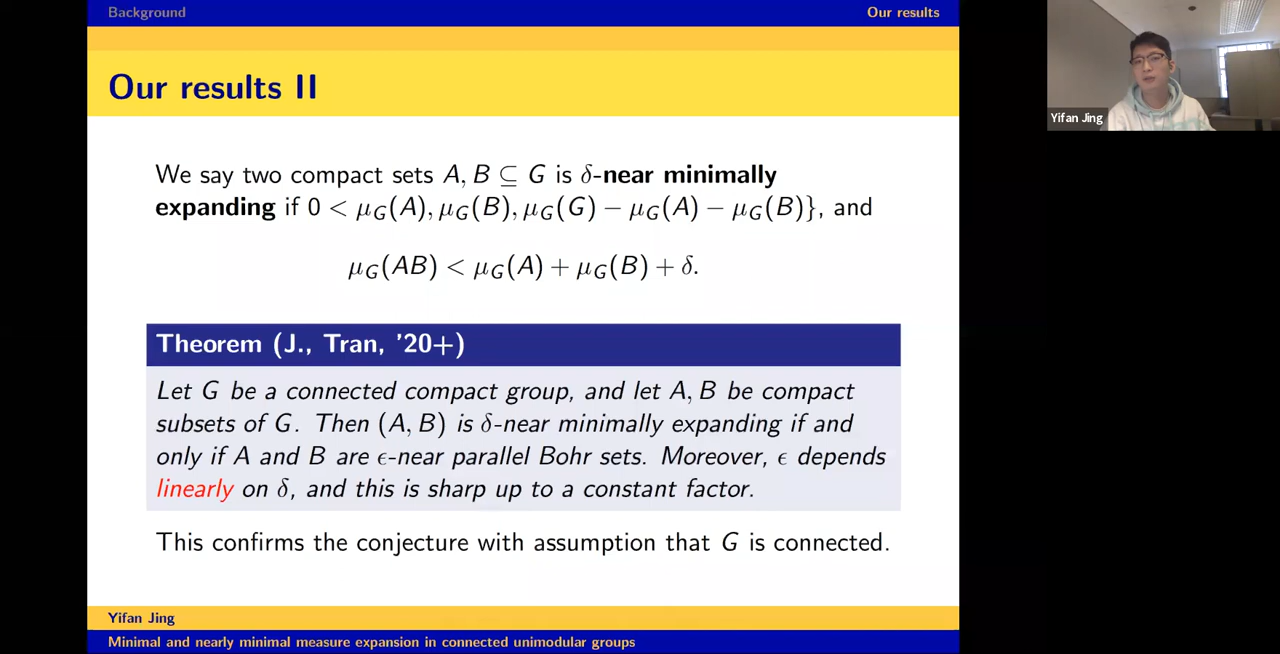 Background
Our results
Our results II
Yifan Jing
We say two compact sets A, B ⊆ G is δ-near minimally
expanding if 0 < μ_G(A), μ_G(B), μ_G(G) − μ_G(A) − μ_G(B)}, and
μ_G(AB) < μ_G(A) + μ_G(B) + δ.
Theorem (J., Tran, '20+)
Let G be a connected compact group, and let A, B be compact
subsets of G. Then (A, B) is δ-near minimally expanding if and
only if A and B are ϵ-near parallel Bohr sets. Moreover, ϵ depends
linearly on δ, and this is sharp up to a constant factor.
This confirms the conjecture with assumption that G is connected.
Yifan Jing
Minimal and nearly minimal measure expansion in connected unimodular groups